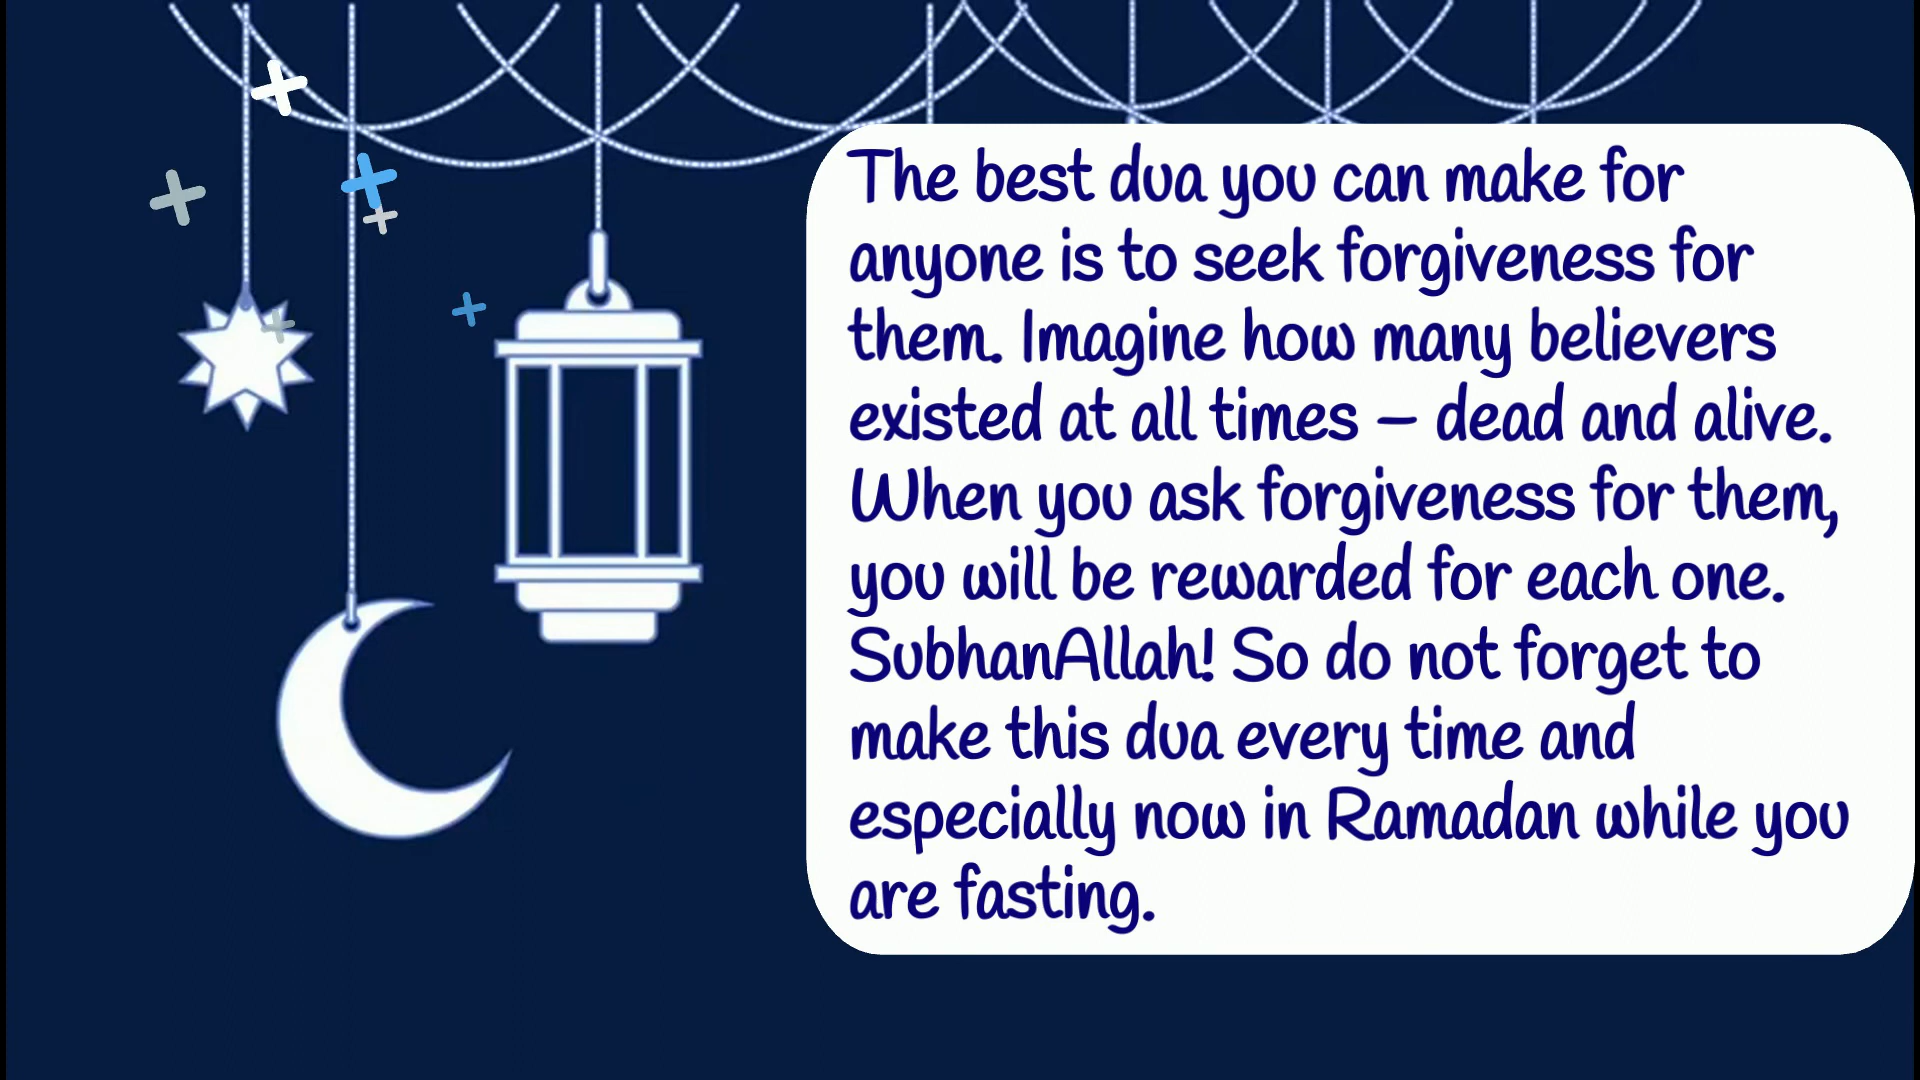 The best dua you can make for
anyone is to seek forgiveness for
them. Imagine how many believers
existed at all times – dead and alive.
When you ask forgiveness for them,
you will be rewarded for each one.
SubhanAllah! So do not forget to
make this dua every time and
especially now in Ramadan while you
are fasting.